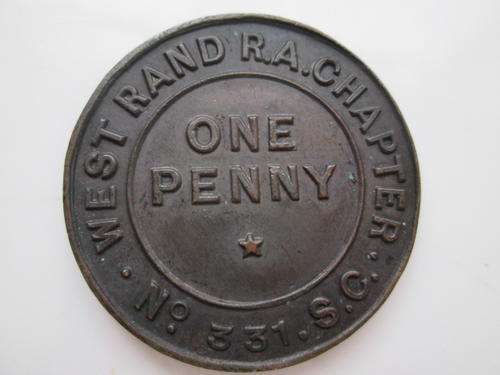 · WEST RAND R.A. CHAPTER ·
No. 331. S.C.
ONE
PENNY